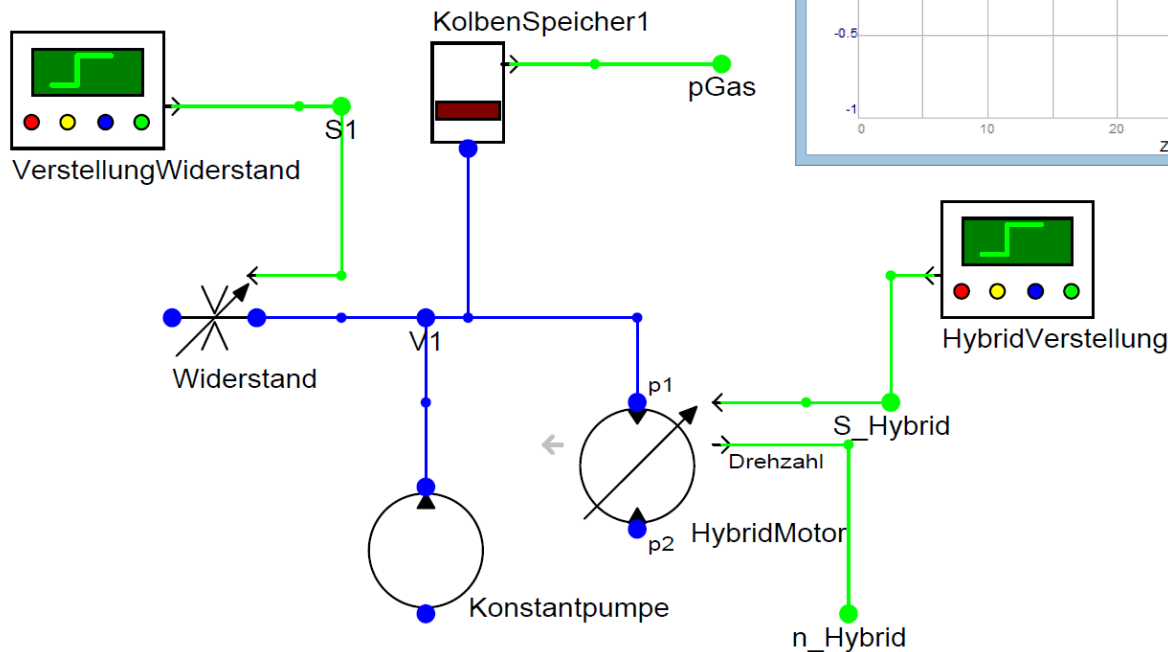 KolbenSpeicher1
-0.5
pGas
-1
0
10
20
z
S1
VerstellungWiderstand
V1
HybridVerstellung
Widerstand
p1
S_Hybrid
Drehzahl
p2
HybridMotor
Konstantpumpe
n_Hybrid